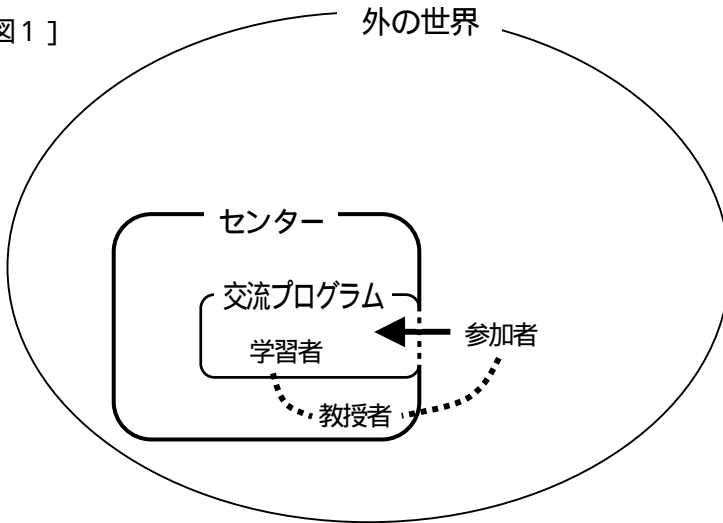 図1]
外の世界
センター
交流プログラム
参加者
学習者
教授者